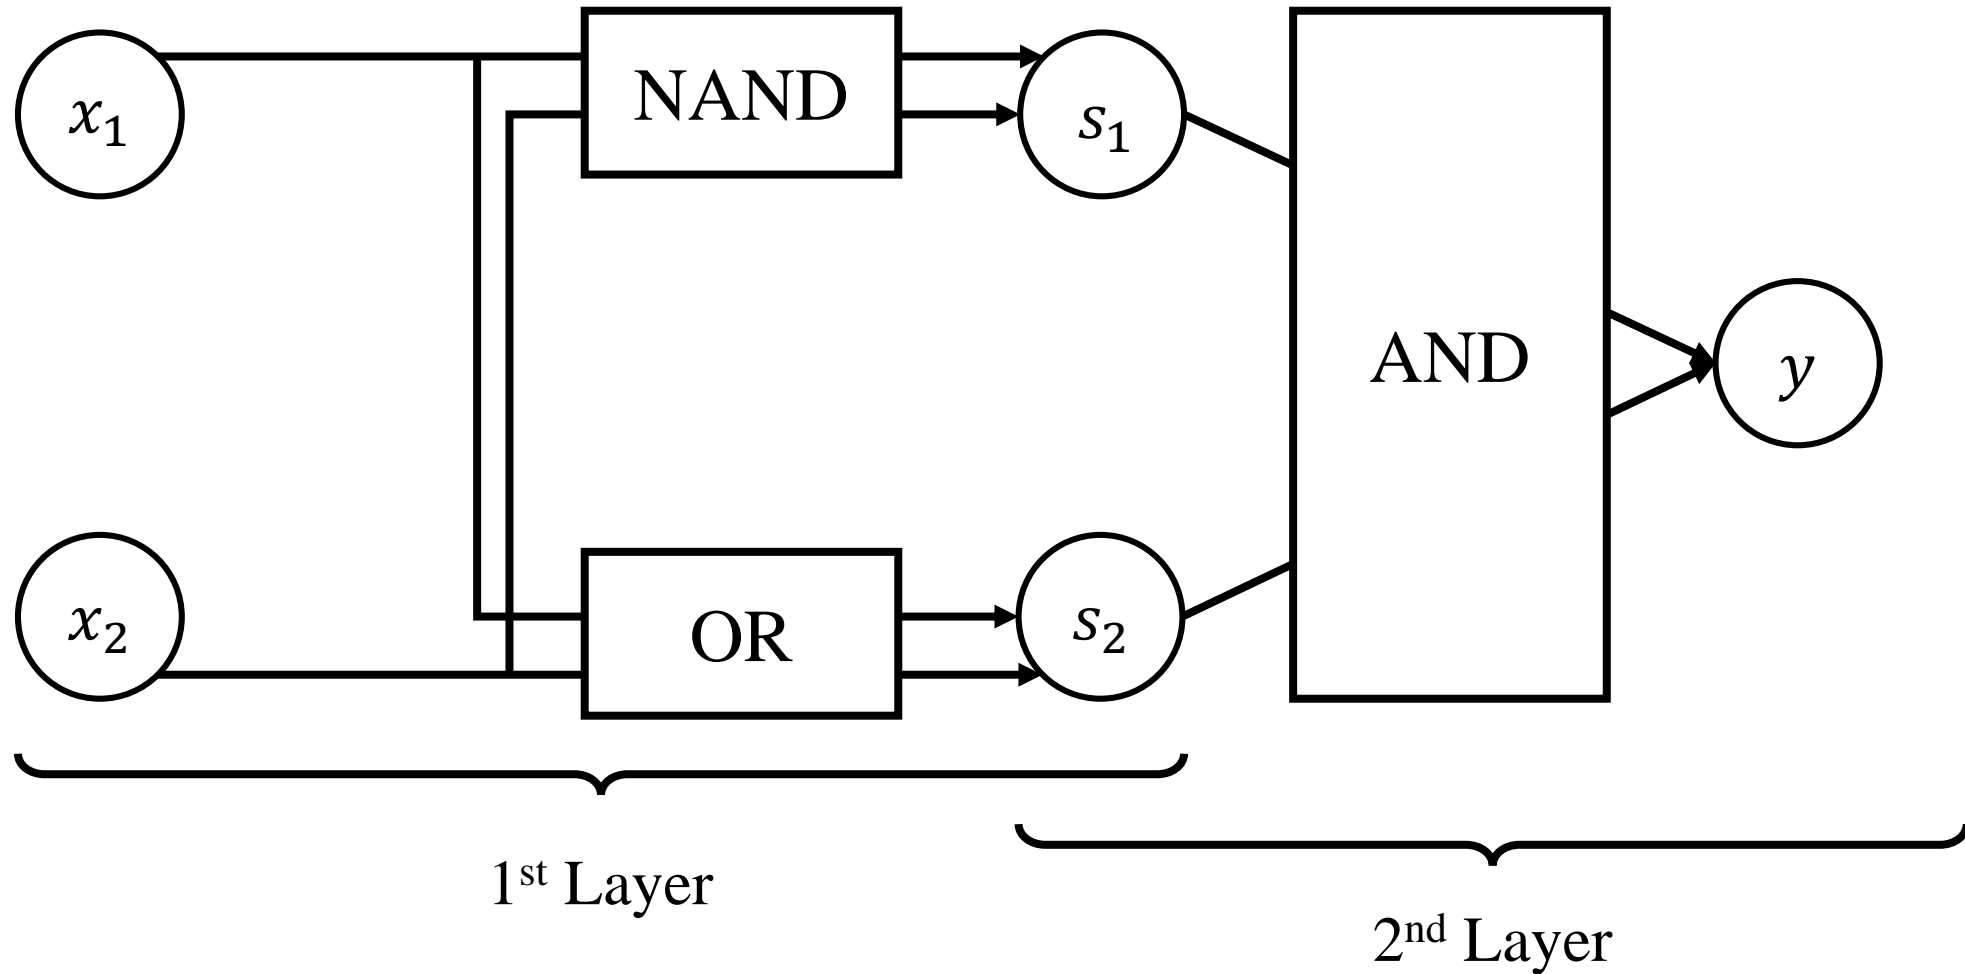 x₁
NAND
s₁
AND
y
x₂
OR
s₂
1ˢᵗ Layer
2ⁿᵈ Layer